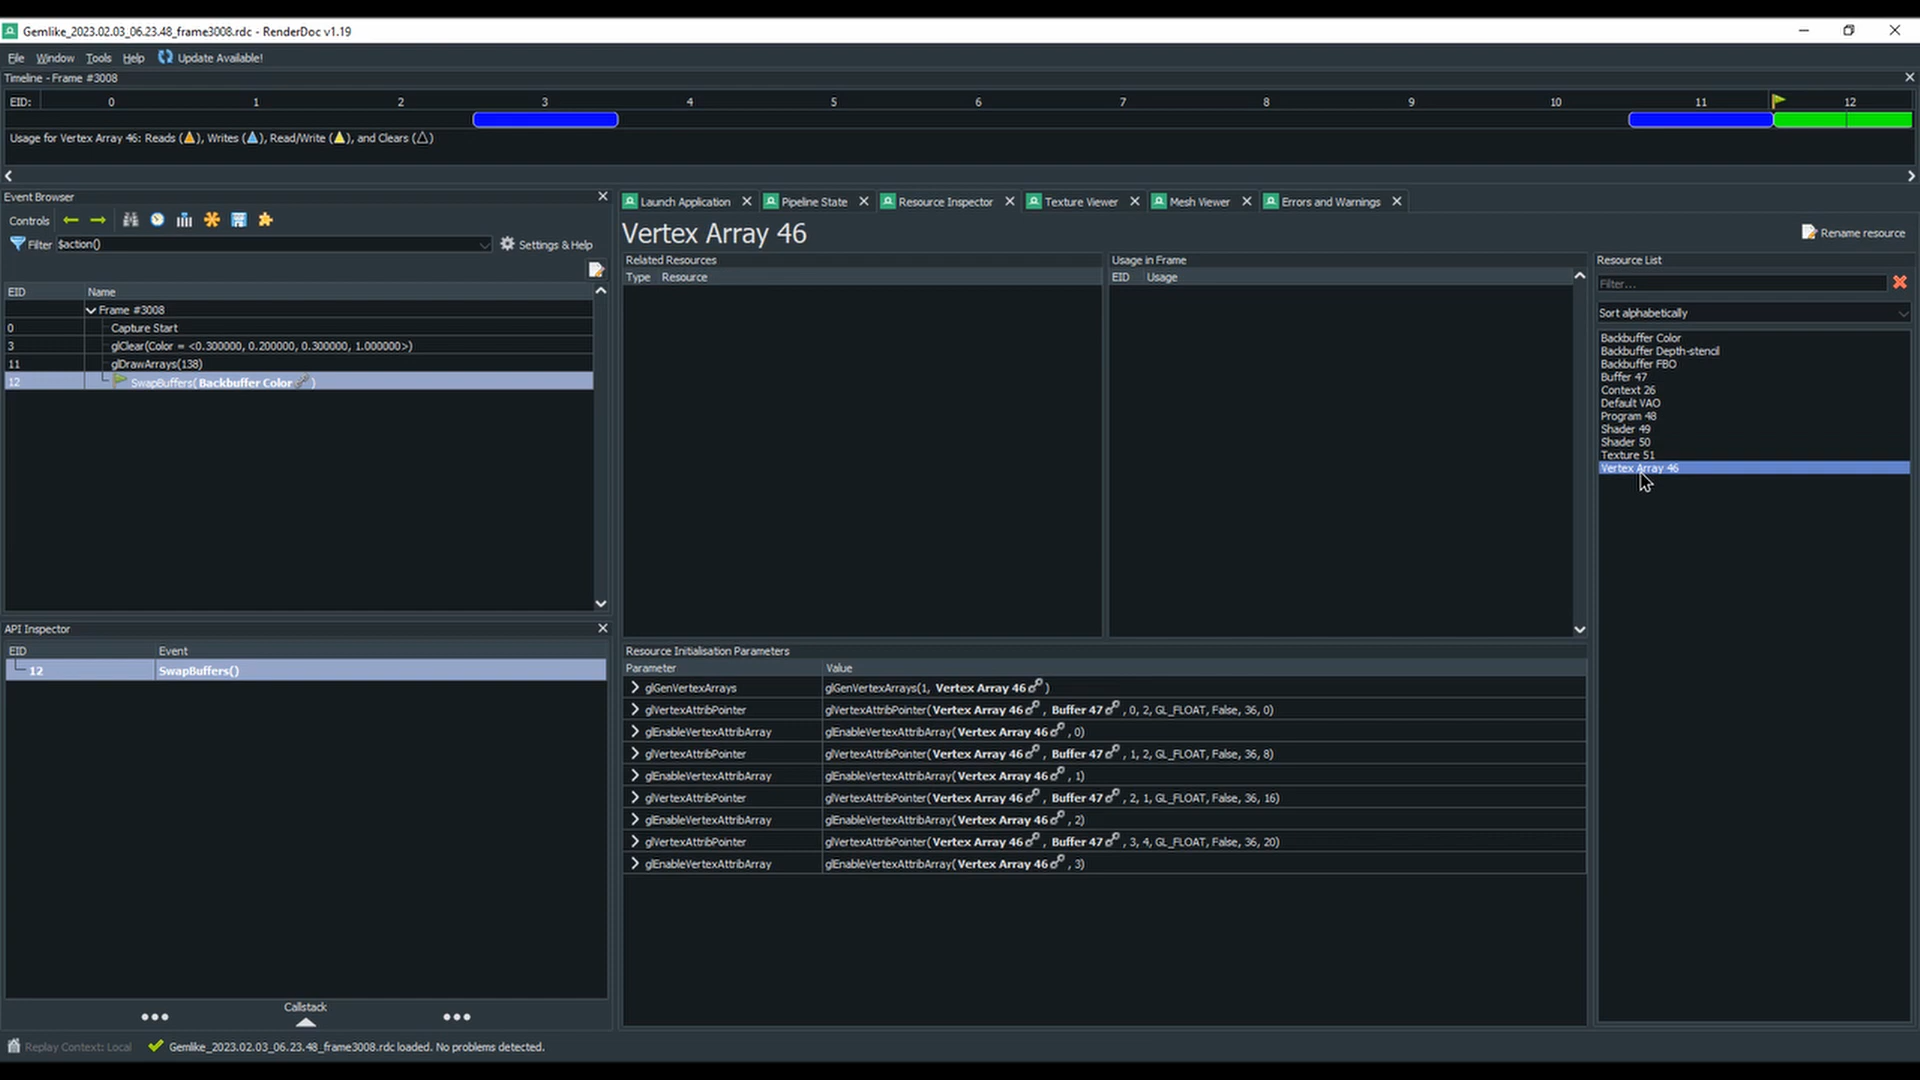 Gemlike_2023.02.03_06.23.48_frame3008.rdc - RenderDoc v1.19
File Window Tools Help Update Available!
Timeline - Frame #3008
EID: 0 1 2 3 4 5 6 7 8 9 10 11 12
Usage for Vertex Array 46: Reads (△), Writes (△), Read/Write (△), and Clears (△)
Event Browser
Controls
Filter $action() Settings & Help
EID Name
Frame #3008
0 Capture Start
3 glClear(Color = <0.300000, 0.200000, 0.300000, 1.000000>)
11 glDrawArrays(138)
12 SwapBuffers( Backbuffer Color )
API Inspector
EID Event
12 SwapBuffers()
Callstack
Launch Application Pipeline State Resource Inspector Texture Viewer Mesh Viewer Errors and Warnings
Vertex Array 46
Rename resource
Related Resources
Type Resource
Usage in Frame
EID Usage
Resource Initialisation Parameters
Parameter Value
glGenVertexArrays glGenVertexArrays(1, Vertex Array 46 )
glVertexAttribPointer glVertexAttribPointer( Vertex Array 46 , Buffer 47 , 0, 2, GL_FLOAT, False, 36, 0)
glEnableVertexAttribArray glEnableVertexAttribArray( Vertex Array 46 , 0)
glVertexAttribPointer glVertexAttribPointer( Vertex Array 46 , Buffer 47 , 1, 2, GL_FLOAT, False, 36, 8)
glEnableVertexAttribArray glEnableVertexAttribArray( Vertex Array 46 , 1)
glVertexAttribPointer glVertexAttribPointer( Vertex Array 46 , Buffer 47 , 2, 1, GL_FLOAT, False, 36, 16)
glEnableVertexAttribArray glEnableVertexAttribArray( Vertex Array 46 , 2)
glVertexAttribPointer glVertexAttribPointer( Vertex Array 46 , Buffer 47 , 3, 4, GL_FLOAT, False, 36, 20)
glEnableVertexAttribArray glEnableVertexAttribArray( Vertex Array 46 , 3)
Resource List
Filter...
Sort alphabetically
Backbuffer Color
Backbuffer Depth-stencil
Backbuffer FBO
Buffer 47
Context 26
Default VAO
Program 48
Shader 49
Shader 50
Texture 51
Vertex Array 46
Replay Context: Local Gemlike_2023.02.03_06.23.48_frame3008.rdc loaded. No problems detected.